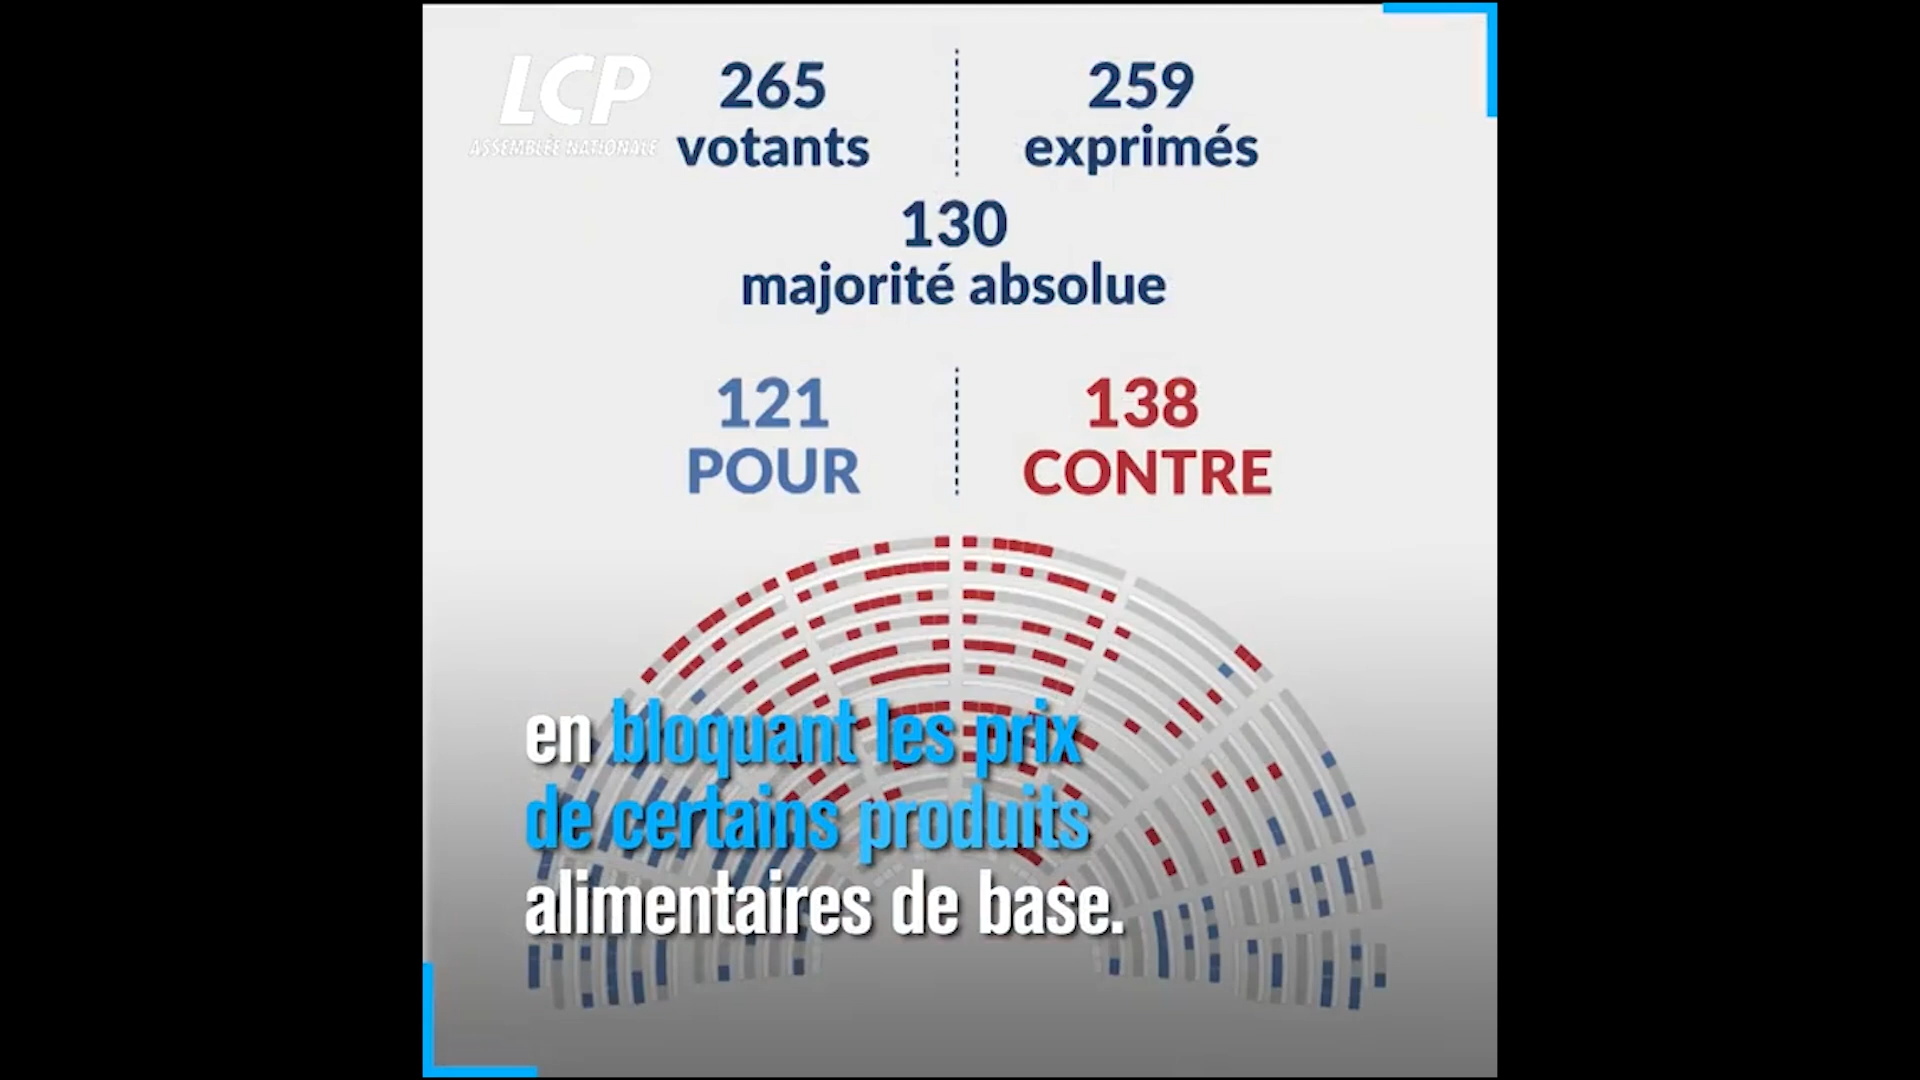 LCP
ASSEMBLÉE NATIONALE
265
votants
259
exprimés
130
majorité absolue
121
POUR
138
CONTRE
en bloquant les prix
de certains produits
alimentaires de base.